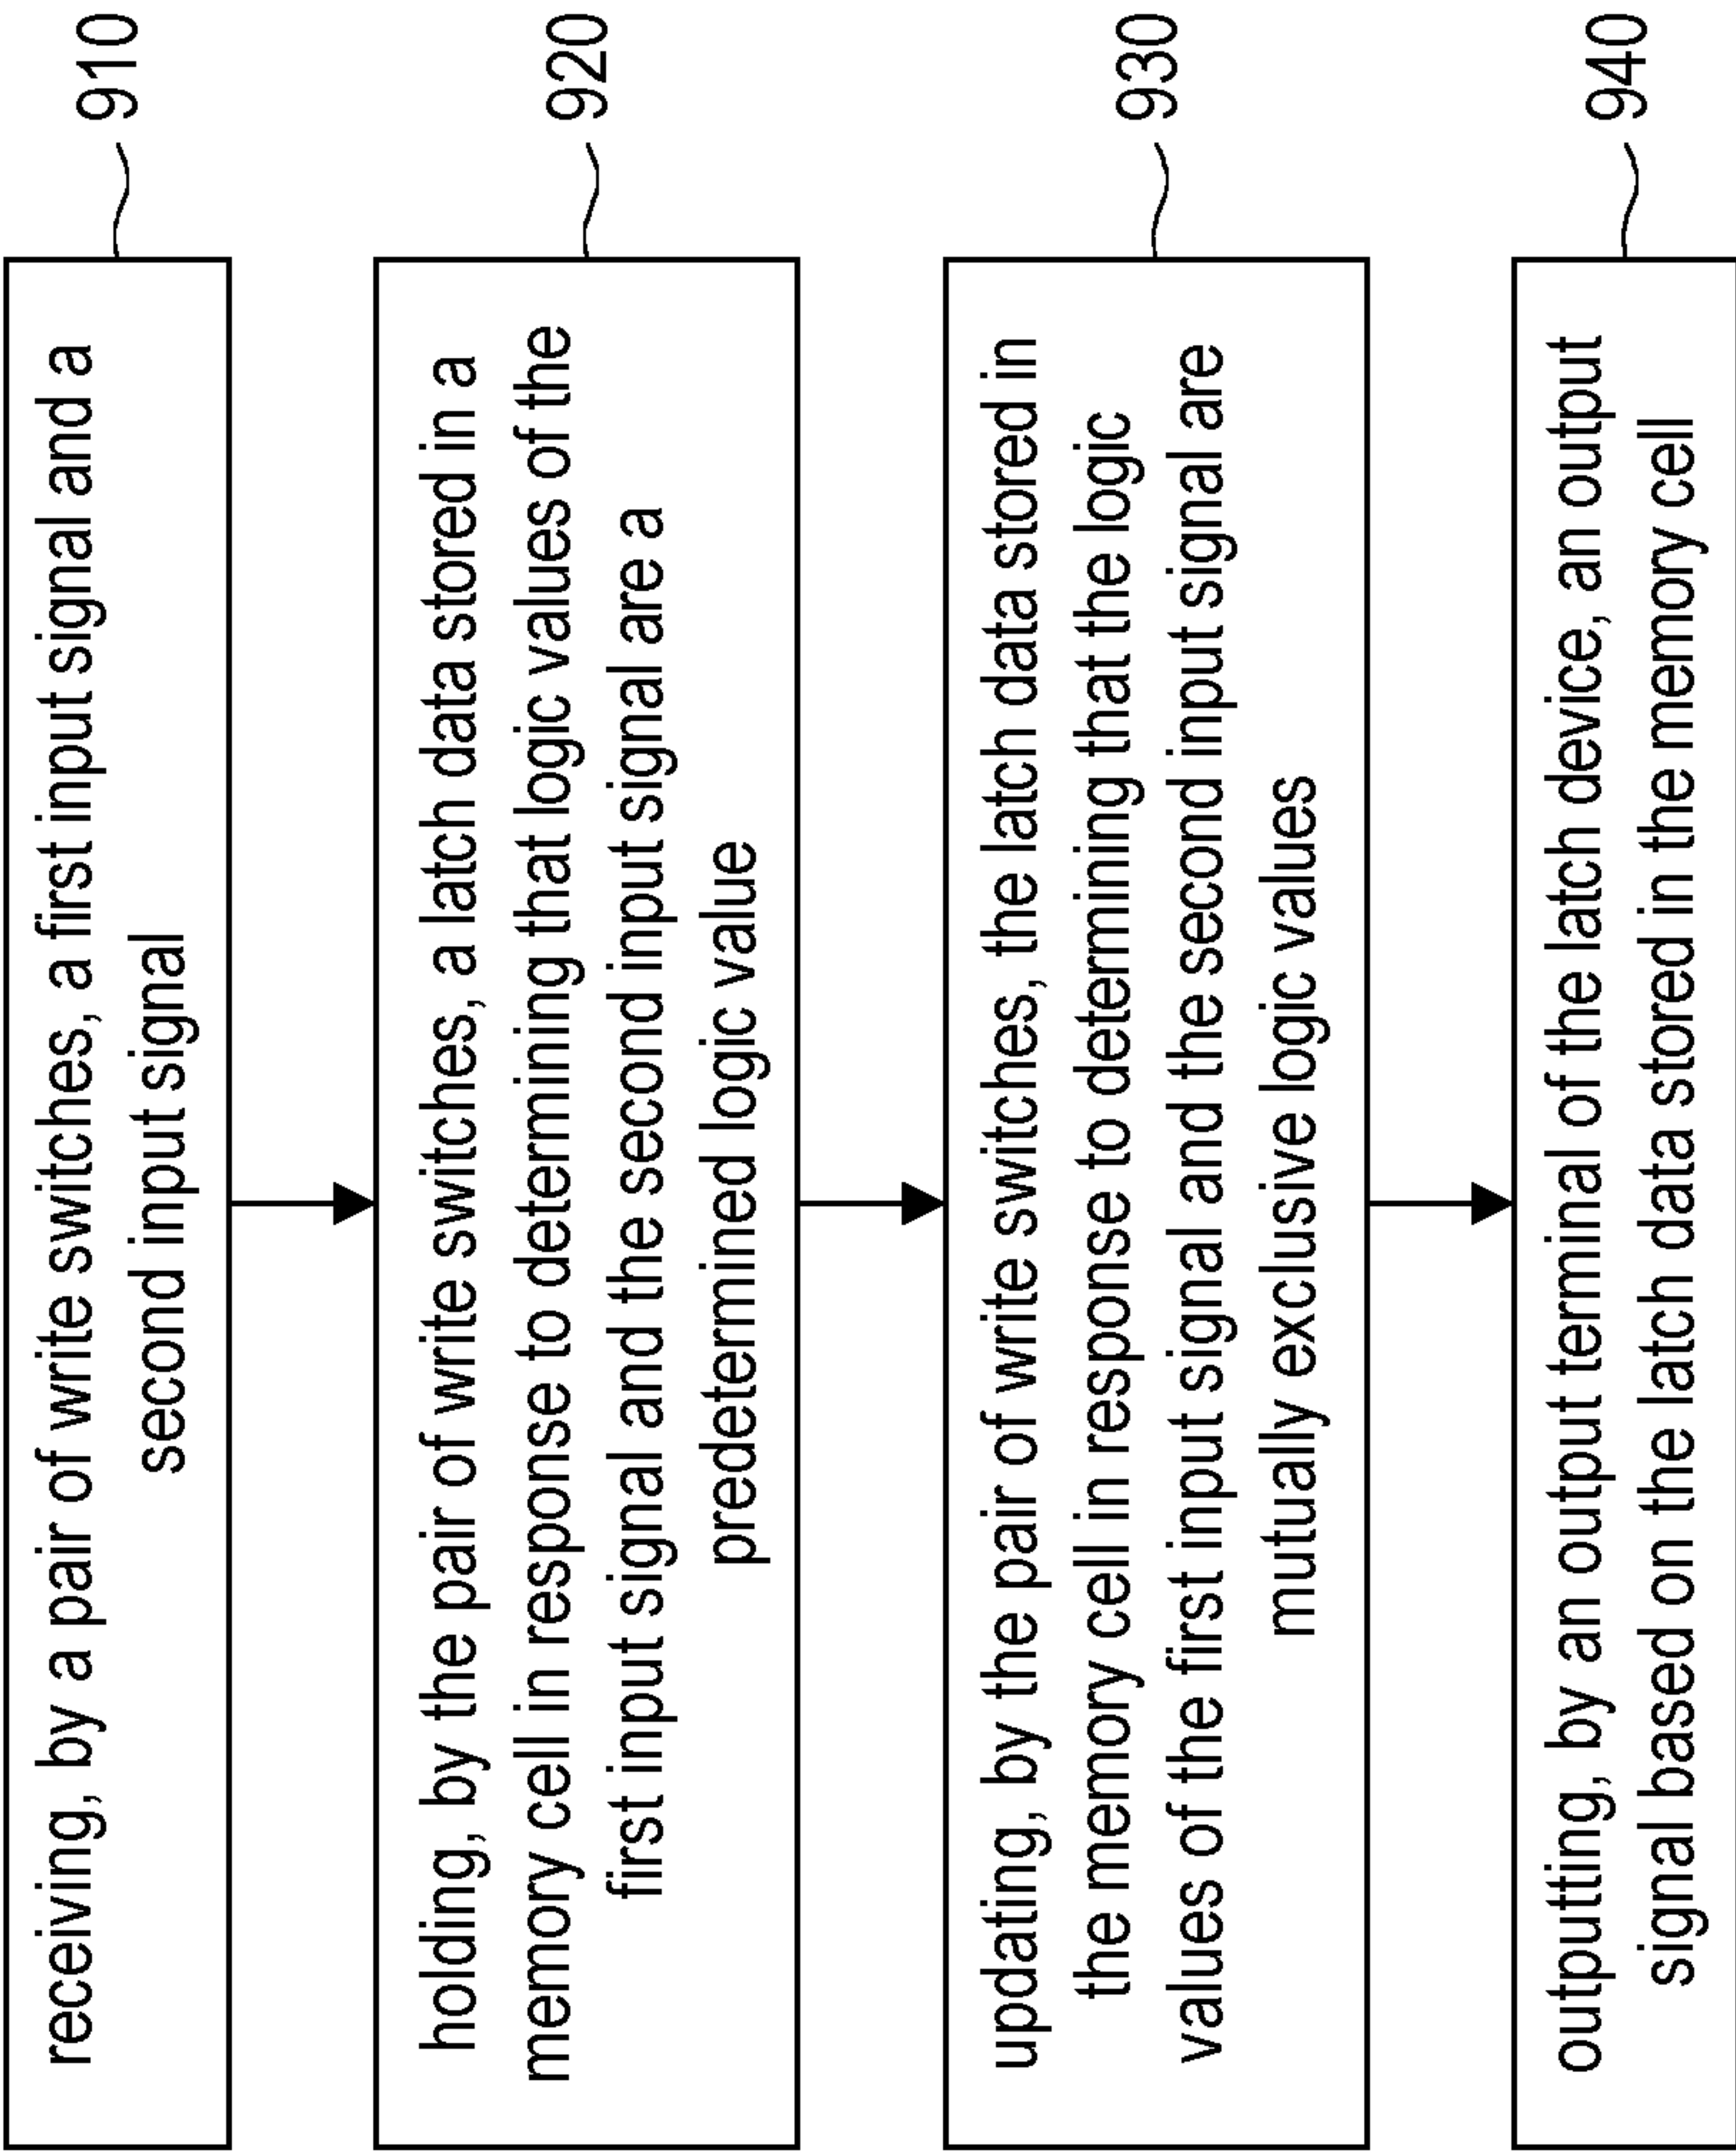 receiving, by a pair of write switches, a first input signal and a
second input signal
910
holding, by the pair of write switches, a latch data stored in a
memory cell in response to determining that logic values of the
first input signal and the second input signal are a
predetermined logic value
920
updating, by the pair of write switches, the latch data stored in
the memory cell in response to determining that the logic
values of the first input signal and the second input signal are
mutually exclusive logic values
930
outputting, by an output terminal of the latch device, an output
signal based on the latch data stored in the memory cell
940